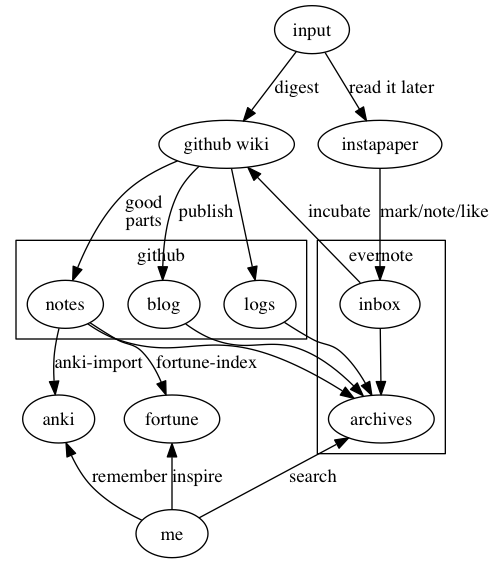 input
digest
read it later
github wiki
instapaper
good
parts
publish
incubate
mark/note/like
github
evernote
notes
blog
logs
inbox
anki-import
fortune-index
anki
fortune
archives
remember
inspire
search
me